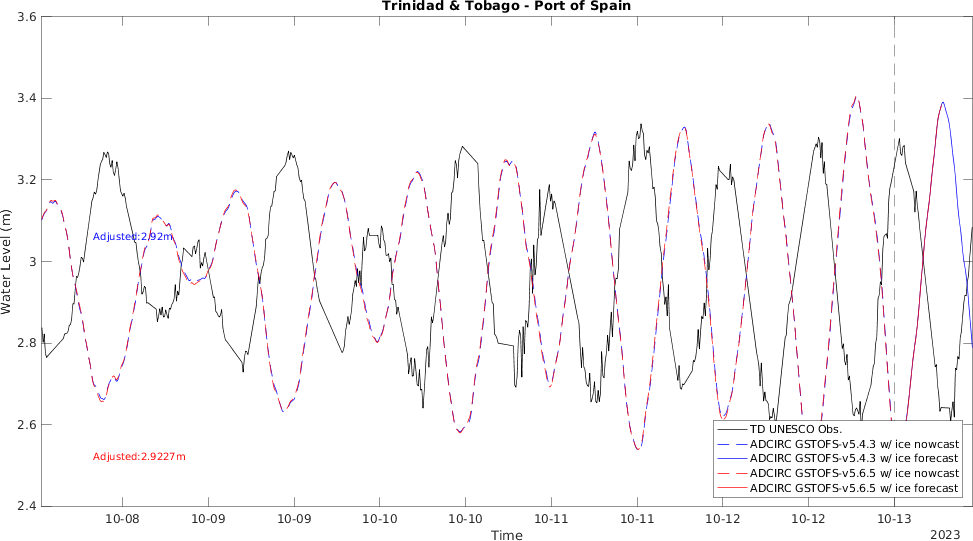 Trinidad & Tobago - Port of Spain
3.6
3.4
3.2
3
2.8
2.6
2.4
Water Level (m)
Adjusted:2.92m
Adjusted:2.9227m
TD UNESCO Obs.
ADCIRC GSTOFS-v5.4.3 w/ ice nowcast
ADCIRC GSTOFS-v5.4.3 w/ ice forecast
ADCIRC GSTOFS-v5.6.5 w/ ice nowcast
ADCIRC GSTOFS-v5.6.5 w/ ice forecast
10-08 10-09 10-09 10-10 10-10 10-11 10-11 10-12 10-12 10-13
Time
2023